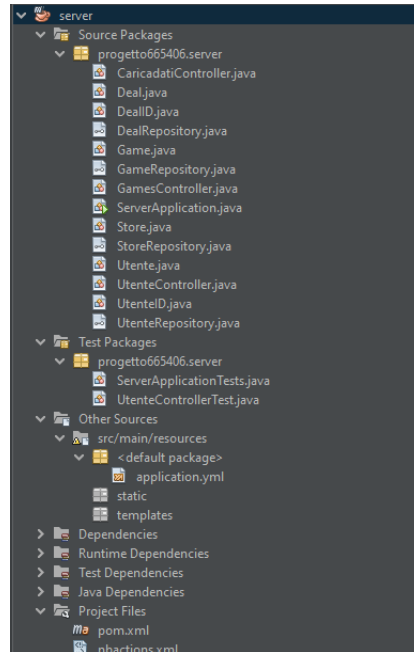 server
Source Packages
progetto665406.server
CaricadatiController.java
Deal.java
DealID.java
DealRepository.java
Game.java
GameRepository.java
GamesController.java
ServerApplication.java
Store.java
StoreRepository.java
Utente.java
UtenteController.java
UtenteID.java
UtenteRepository.java
Test Packages
progetto665406.server
ServerApplicationTests.java
UtenteControllerTest.java
Other Sources
src/main/resources
<default package>
application.yml
static
templates
Dependencies
Runtime Dependencies
Test Dependencies
Java Dependencies
Project Files
pom.xml
nbactions.xml